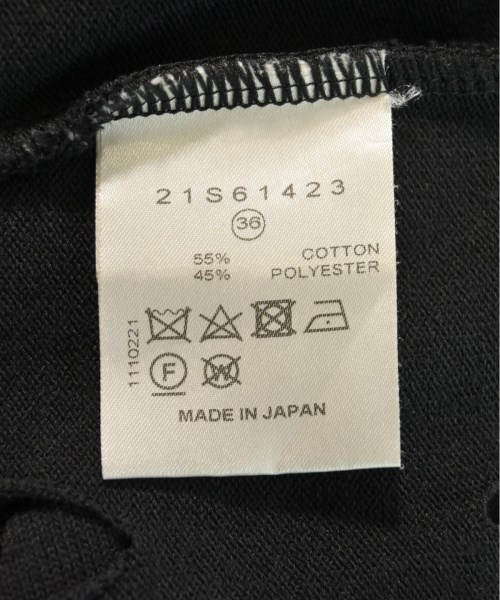 21S61423
36
55% COTTON
45% POLYESTER
1110221
F W
MADE IN JAPAN